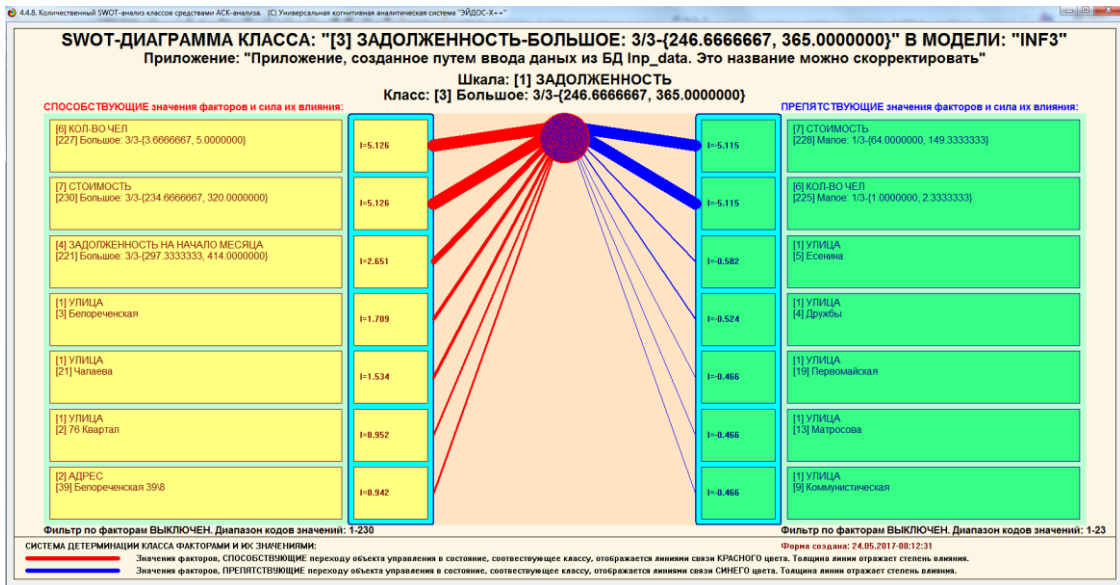 4.4.8. Количественный SWOT-анализ классов средствами АСК-анализа. (С) Универсальная когнитивная аналитическая система "ЭЙДОС-Х++"
SWOT-ДИАГРАММА КЛАССА: "[3] ЗАДОЛЖЕННОСТЬ-БОЛЬШОЕ: 3/3-{246.6666667, 365.0000000}" В МОДЕЛИ: "INF3"
Приложение: "Приложение, созданное путем ввода даных из БД Inp_data. Это название можно скорректировать"
Шкала: [1] ЗАДОЛЖЕННОСТЬ
Класс: [3] Большое: 3/3-{246.6666667, 365.0000000}
СПОСОБСТВУЮЩИЕ значения факторов и сила их влияния:
[6] КОЛ-ВО ЧЕЛ
[227] Большое: 3/3-{3.6666667, 5.0000000}
I=5.126
[7] СТОИМОСТЬ
[230] Большое: 3/3-{234.6666667, 320.0000000}
I=5.126
[4] ЗАДОЛЖЕННОСТЬ НА НАЧАЛО МЕСЯЦА
[221] Большое: 3/3-{297.3333333, 414.0000000}
I=2.651
[1] УЛИЦА
[3] Белореченская
I=1.709
[1] УЛИЦА
[21] Чапаева
I=1.534
[1] УЛИЦА
[2] 76 Квартал
I=0.952
[2] АДРЕС
[39] Белореченская 39\8
I=0.942
Фильтр по факторам ВЫКЛЮЧЕН. Диапазон кодов значений: 1-230
ПРЕПЯТСТВУЮЩИЕ значения факторов и сила их влияния:
I=-5.115
[7] СТОИМОСТЬ
[228] Малое: 1/3-{64.0000000, 149.3333333}
I=-5.115
[6] КОЛ-ВО ЧЕЛ
[225] Малое: 1/3-{1.0000000, 2.3333333}
I=-0.582
[1] УЛИЦА
[5] Есенина
I=-0.524
[1] УЛИЦА
[4] Дружбы
I=-0.466
[1] УЛИЦА
[19] Первомайская
I=-0.466
[1] УЛИЦА
[13] Матросова
I=-0.466
[1] УЛИЦА
[9] Коммунистическая
Фильтр по факторам ВЫКЛЮЧЕН. Диапазон кодов значений: 1-23
СИСТЕМА ДЕТЕРМИНАЦИИ КЛАССА ФАКТОРАМИ И ИХ ЗНАЧЕНИЯМИ:
Форма создана: 24.05.2017-08:12:31
Значения факторов, СПОСОБСТВУЮЩИЕ переходу объекта управления в состояние, соответствующее классу, отображается линиями связи КРАСНОГО цвета. Толщина линии отражает степень влияния.
Значения факторов, ПРЕПЯТСТВУЮЩИЕ переходу объекта управления в состояние, соответствующее классу, отображается линиями связи СИНЕГО цвета. Толщина линии отражает степень влияния.